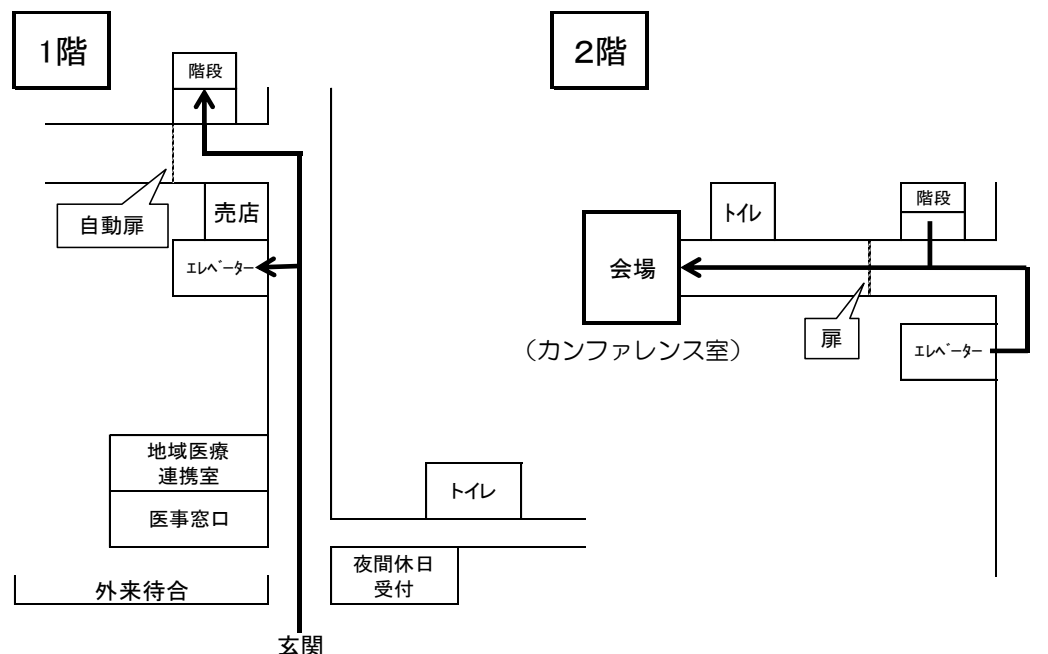 1階
階段
自動扉
売店
エレベーター
地域医療
連携室
医事窓口
外来待合
トイレ
夜間休日
受付
玄関
2階
トイレ
階段
会場
(カンファレンス室)
扉
エレベーター